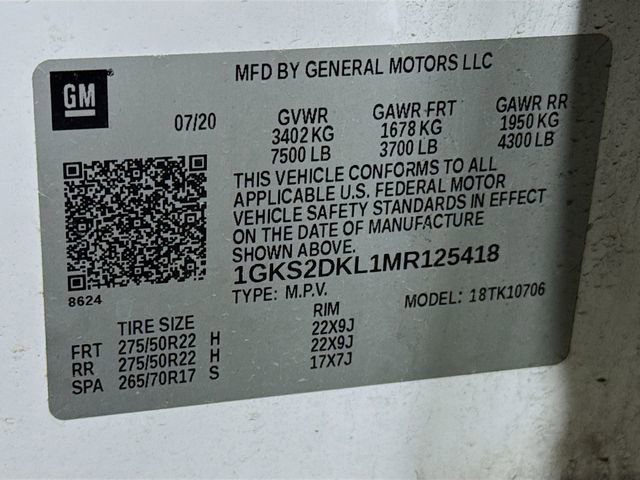 MFD BY GENERAL MOTORS LLC
GM
07/20
GVWR GAWR FRT GAWR RR
3402 KG 1678 KG 1950 KG
7500 LB 3700 LB 4300 LB
THIS VEHICLE CONFORMS TO ALL
APPLICABLE U.S. FEDERAL MOTOR
VEHICLE SAFETY STANDARDS IN EFFECT
ON THE DATE OF MANUFACTURE
SHOWN ABOVE.
1GKS2DKL1MR125418
8624
TYPE: M.P.V. MODEL: 18TK10706
TIRE SIZE RIM
FRT 275/50R22 H 22X9J
RR 275/50R22 H 22X9J
SPA 265/70R17 S 17X7J